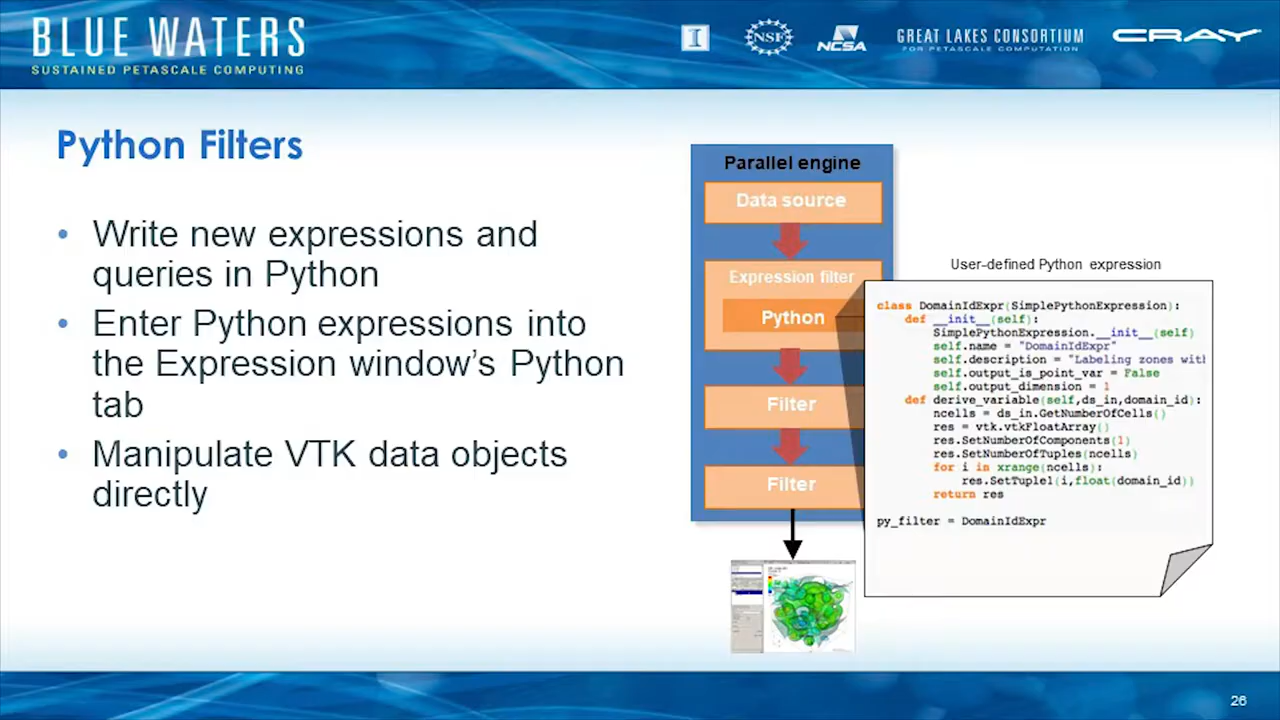 BLUE WATERS
SUSTAINED PETASCALE COMPUTING
I
NSF
NCSA
GREAT LAKES CONSORTIUM
FOR PETASCALE COMPUTATION
CRAY
Python Filters
• Write new expressions and
queries in Python
• Enter Python expressions into
the Expression window's Python
tab
• Manipulate VTK data objects
directly
Parallel engine
Data source
Expression filter
Python
Filter
Filter
User-defined Python expression
class DomainIdExpr(SimplePythonExpression):
def __init__(self):
SimplePythonExpression.__init__(self)
self.name = "DomainIdExpr"
self.description = "Labeling zones with
self.output_is_point_var = False
self.output_dimension = 1
def derive_variable(self,ds_in,domain_id):
ncells = ds_in.GetNumberOfCells()
res = vtk.vtkFloatArray()
res.SetNumberOfComponents(1)
res.SetNumberOfTuples(ncells)
for i in xrange(ncells):
res.SetTuple1(i,float(domain_id))
return res
py_filter = DomainIdExpr
26